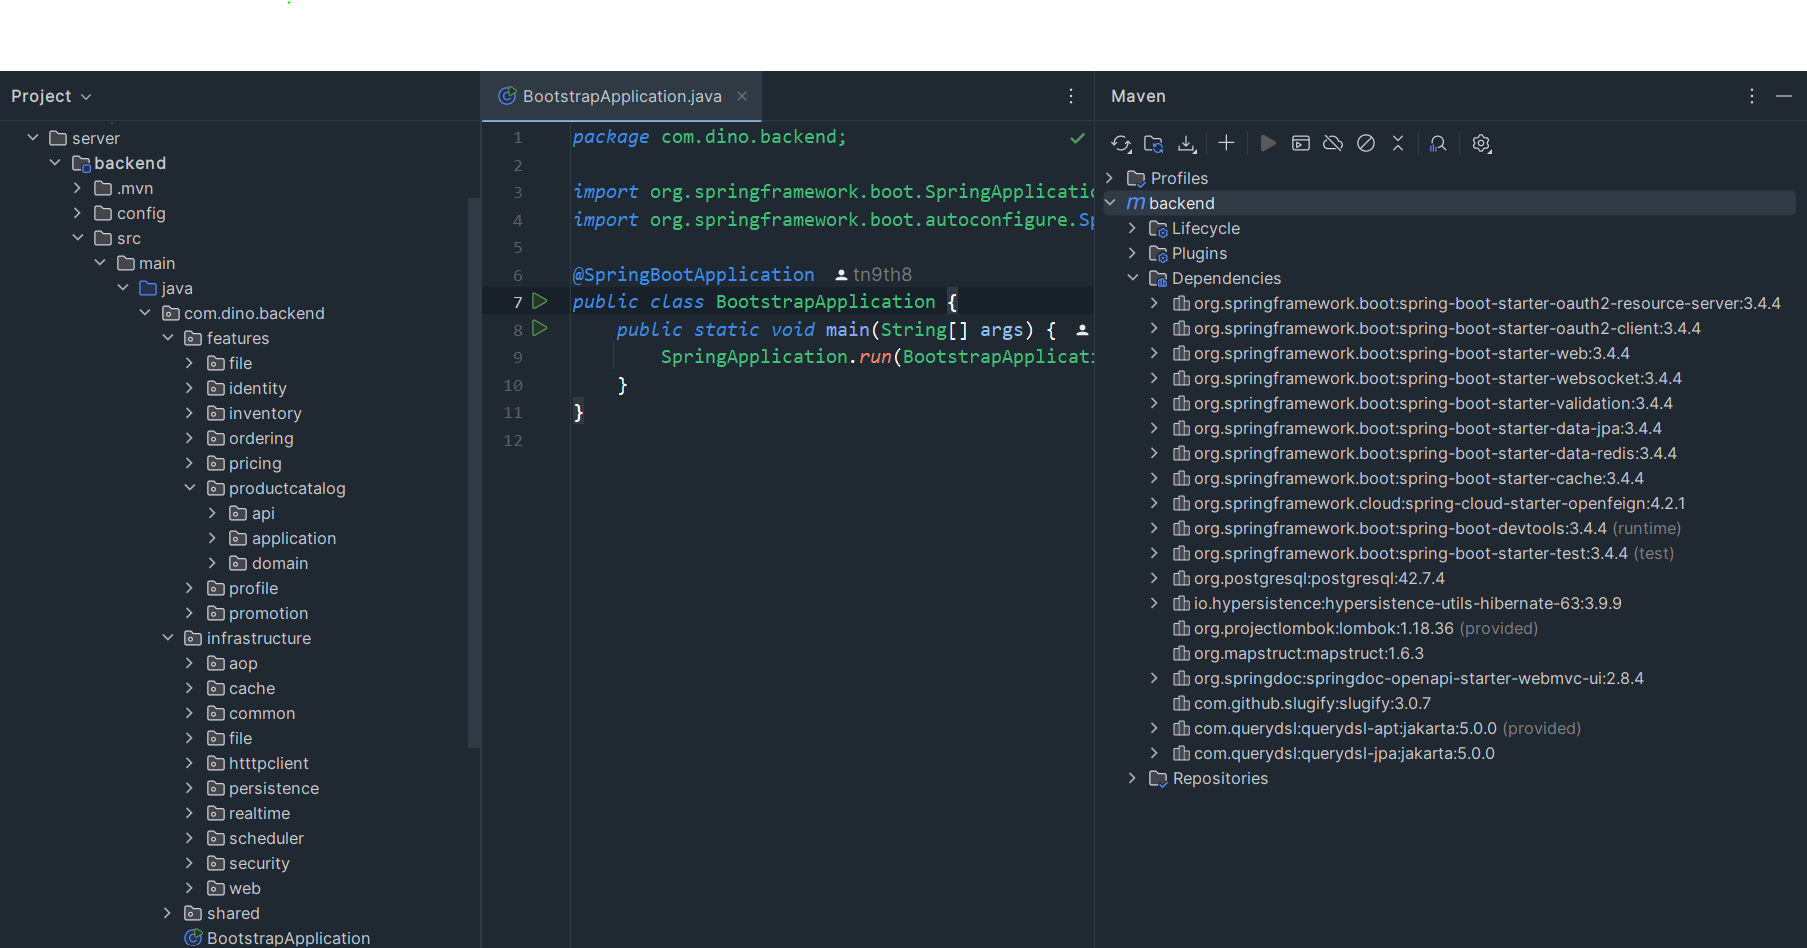 Project
server
backend
.mvn
config
src
main
java
com.dino.backend
features
file
identity
inventory
ordering
pricing
productcatalog
api
application
domain
profile
promotion
infrastructure
aop
cache
common
file
htttpclient
persistence
realtime
scheduler
security
web
shared
BootstrapApplication
BootstrapApplication.java
1 package com.dino.backend;
2
3 import org.springframework.boot.SpringApplicatio
4 import org.springframework.boot.autoconfigure.Sp
5
6 @SpringBootApplication tn9th8
7 public class BootstrapApplication {
8 public static void main(String[] args) {
9 SpringApplication.run(BootstrapApplicati
10 }
11 }
12
Maven
Profiles
backend
Lifecycle
Plugins
Dependencies
org.springframework.boot:spring-boot-starter-oauth2-resource-server:3.4.4
org.springframework.boot:spring-boot-starter-oauth2-client:3.4.4
org.springframework.boot:spring-boot-starter-web:3.4.4
org.springframework.boot:spring-boot-starter-websocket:3.4.4
org.springframework.boot:spring-boot-starter-validation:3.4.4
org.springframework.boot:spring-boot-starter-data-jpa:3.4.4
org.springframework.boot:spring-boot-starter-data-redis:3.4.4
org.springframework.boot:spring-boot-starter-cache:3.4.4
org.springframework.cloud:spring-cloud-starter-openfeign:4.2.1
org.springframework.boot:spring-boot-devtools:3.4.4 (runtime)
org.springframework.boot:spring-boot-starter-test:3.4.4 (test)
org.postgresql:postgresql:42.7.4
io.hypersistence:hypersistence-utils-hibernate-63:3.9.9
org.projectlombok:lombok:1.18.36 (provided)
org.mapstruct:mapstruct:1.6.3
org.springdoc:springdoc-openapi-starter-webmvc-ui:2.8.4
com.github.slugify:slugify:3.0.7
com.querydsl:querydsl-apt:jakarta:5.0.0 (provided)
com.querydsl:querydsl-jpa:jakarta:5.0.0
Repositories